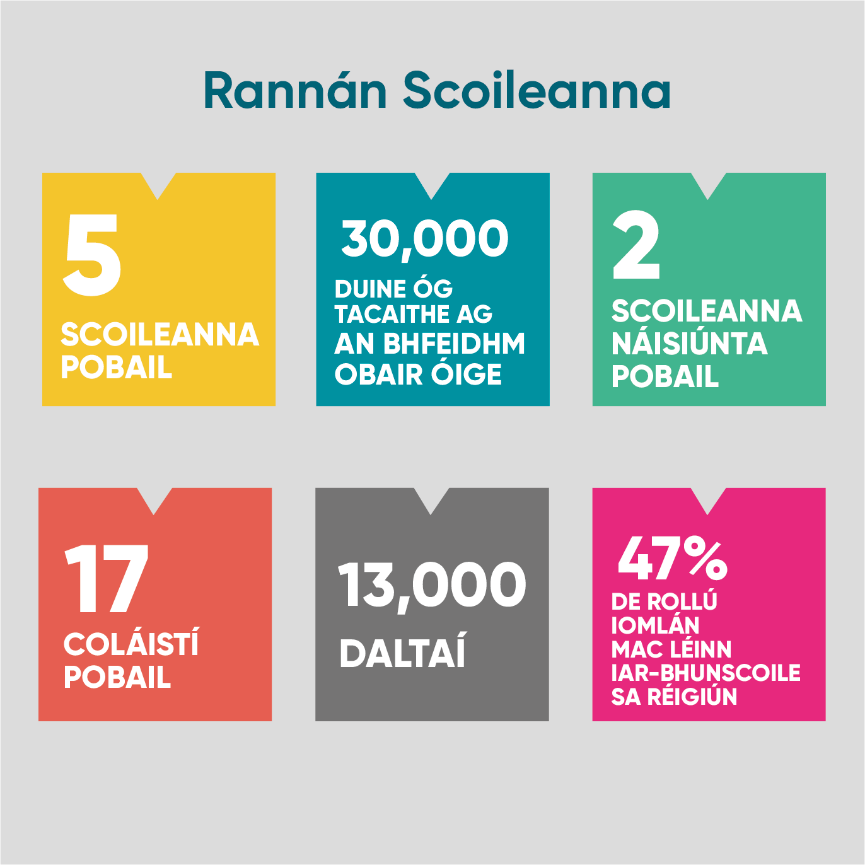 Rannán Scoileanna
5
SCOILEANNA
POBAIL
30,000
DUINE ÓG
TACAITHE AG
AN BHFEIDHM
OBAIR ÓIGE
2
SCOILEANNA
NÁISIÚNTA
POBAIL
17
COLÁISTÍ
POBAIL
13,000
DALTAÍ
47%
DE ROLLÚ
IOMLÁN
MAC LÉINN
IAR-BHUNSCOILE
SA RÉIGIÚN